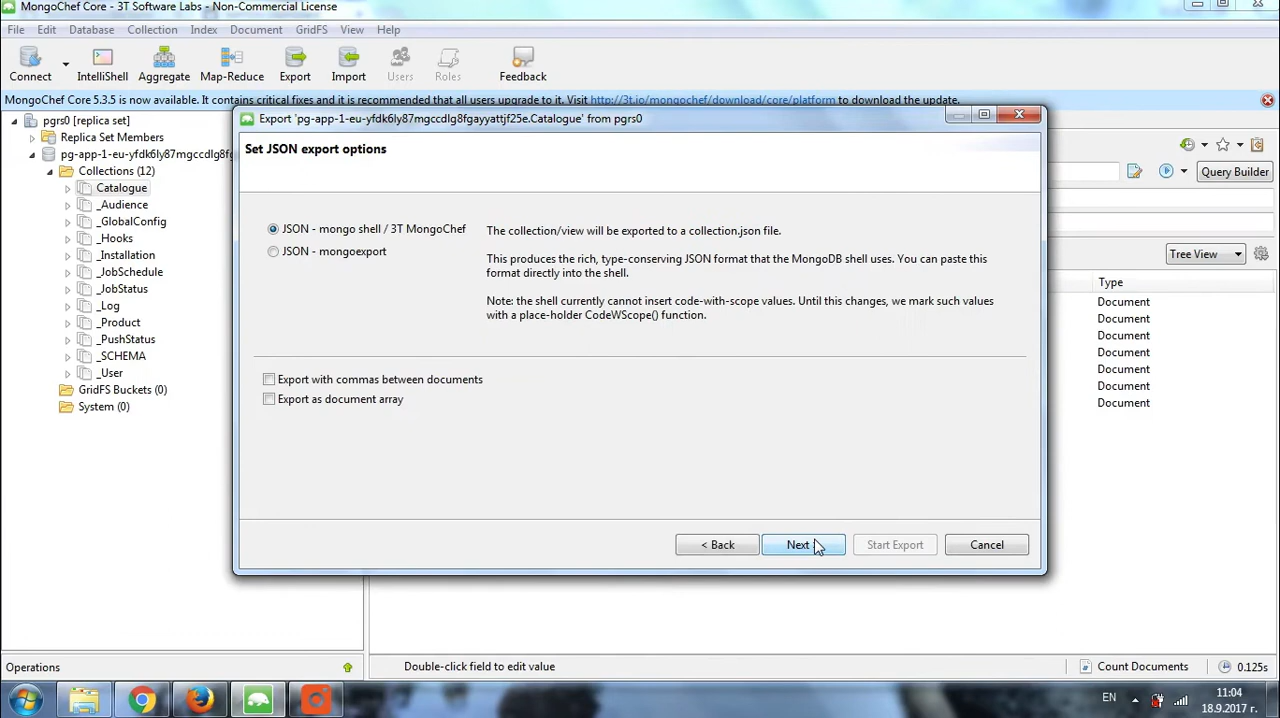 MongoChef Core - 3T Software Labs - Non-Commercial License
File Edit Database Collection Index Document GridFS View Help
Connect IntelliShell Aggregate Map-Reduce Export Import Users Roles Feedback
MongoChef Core 5.3.5 is now available. It contains critical fixes and it is recommended that all users upgrade to it. Visit http://3t.io/mongochef/download/core/platform to download the update.
pgrs0 [replica set]
Replica Set Members
pg-app-1-eu-yfdk6ly87mgccdlg8fg
Collections (12)
Catalogue
_Audience
_GlobalConfig
_Hooks
_Installation
_JobSchedule
_JobStatus
_Log
_Product
_PushStatus
_SCHEMA
_User
GridFS Buckets (0)
System (0)
Export 'pg-app-1-eu-yfdk6ly87mgccdlg8fgayyattjf25e.Catalogue' from pgrs0
Set JSON export options
JSON - mongo shell / 3T MongoChef
JSON - mongoexport
The collection/view will be exported to a collection.json file.
This produces the rich, type-conserving JSON format that the MongoDB shell uses. You can paste this
format directly into the shell.
Note: the shell currently cannot insert code-with-scope values. Until this changes, we mark such values
with a place-holder CodeWScope() function.
Export with commas between documents
Export as document array
< Back Next Start Export Cancel
Query Builder
Tree View
Type
Document
Document
Document
Document
Document
Document
Document
Operations
Double-click field to edit value
Count Documents
0.125s
EN
11:04
18.9.2017 г.